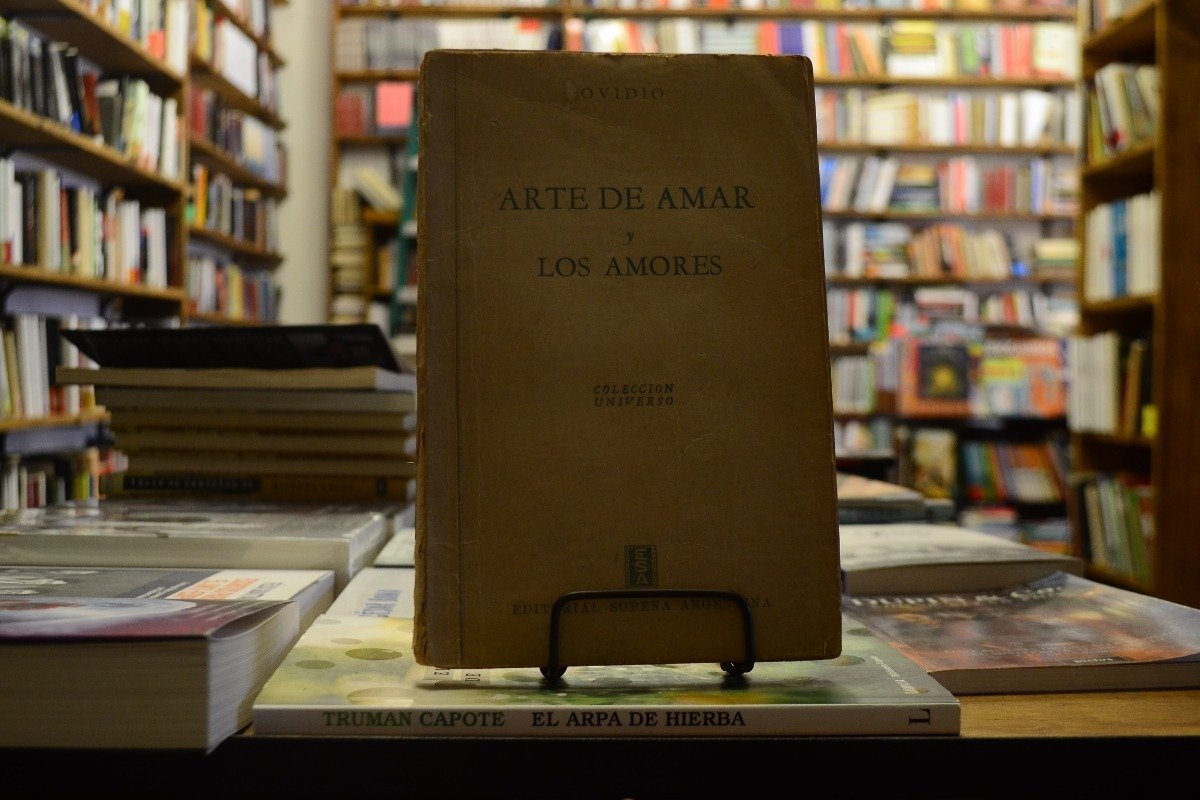 OVIDIO
ARTE DE AMAR
y
LOS AMORES
COLECCION
UNIVERSO
ESA
EDITORIAL SOPENA ARGENTINA
TRUMAN CAPOTE EL ARPA DE HIERBA L